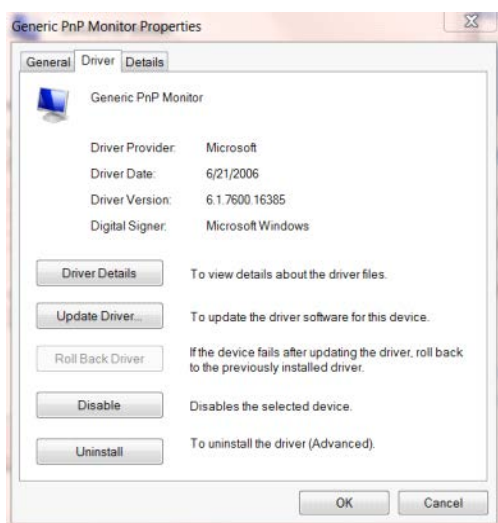 Generic PnP Monitor Properties
General Driver Details
Generic PnP Monitor
Driver Provider: Microsoft
Driver Date: 6/21/2006
Driver Version: 6.1.7600.16385
Digital Signer: Microsoft Windows
Driver Details To view details about the driver files.
Update Driver... To update the driver software for this device.
Roll Back Driver If the device fails after updating the driver, roll back
to the previously installed driver.
Disable Disables the selected device.
Uninstall To uninstall the driver (Advanced).
OK Cancel